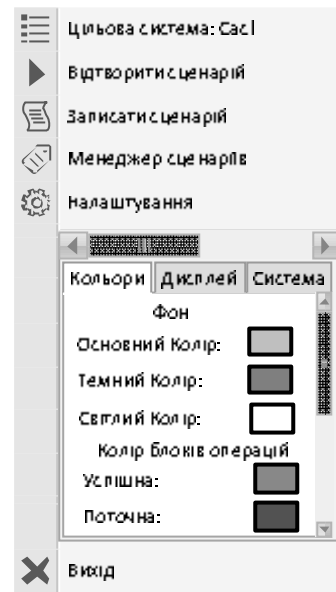 Цільова система: Cacl
Відтворити сценарій
Записати сценарій
Менеджер сценаріїв
Налаштування
Кольори Дисплей Система
Фон
Основний Колір:
Темний Колір:
Світлий Колір:
Колір блоків операцій
Успішна:
Поточна:
Вихід